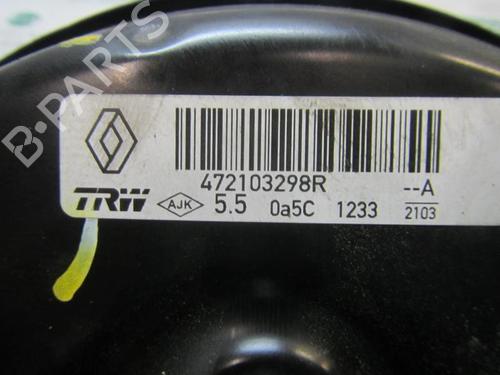 B-PARTS
472103298R --A
TRW AJK 5.5 0a5C 1233 2103